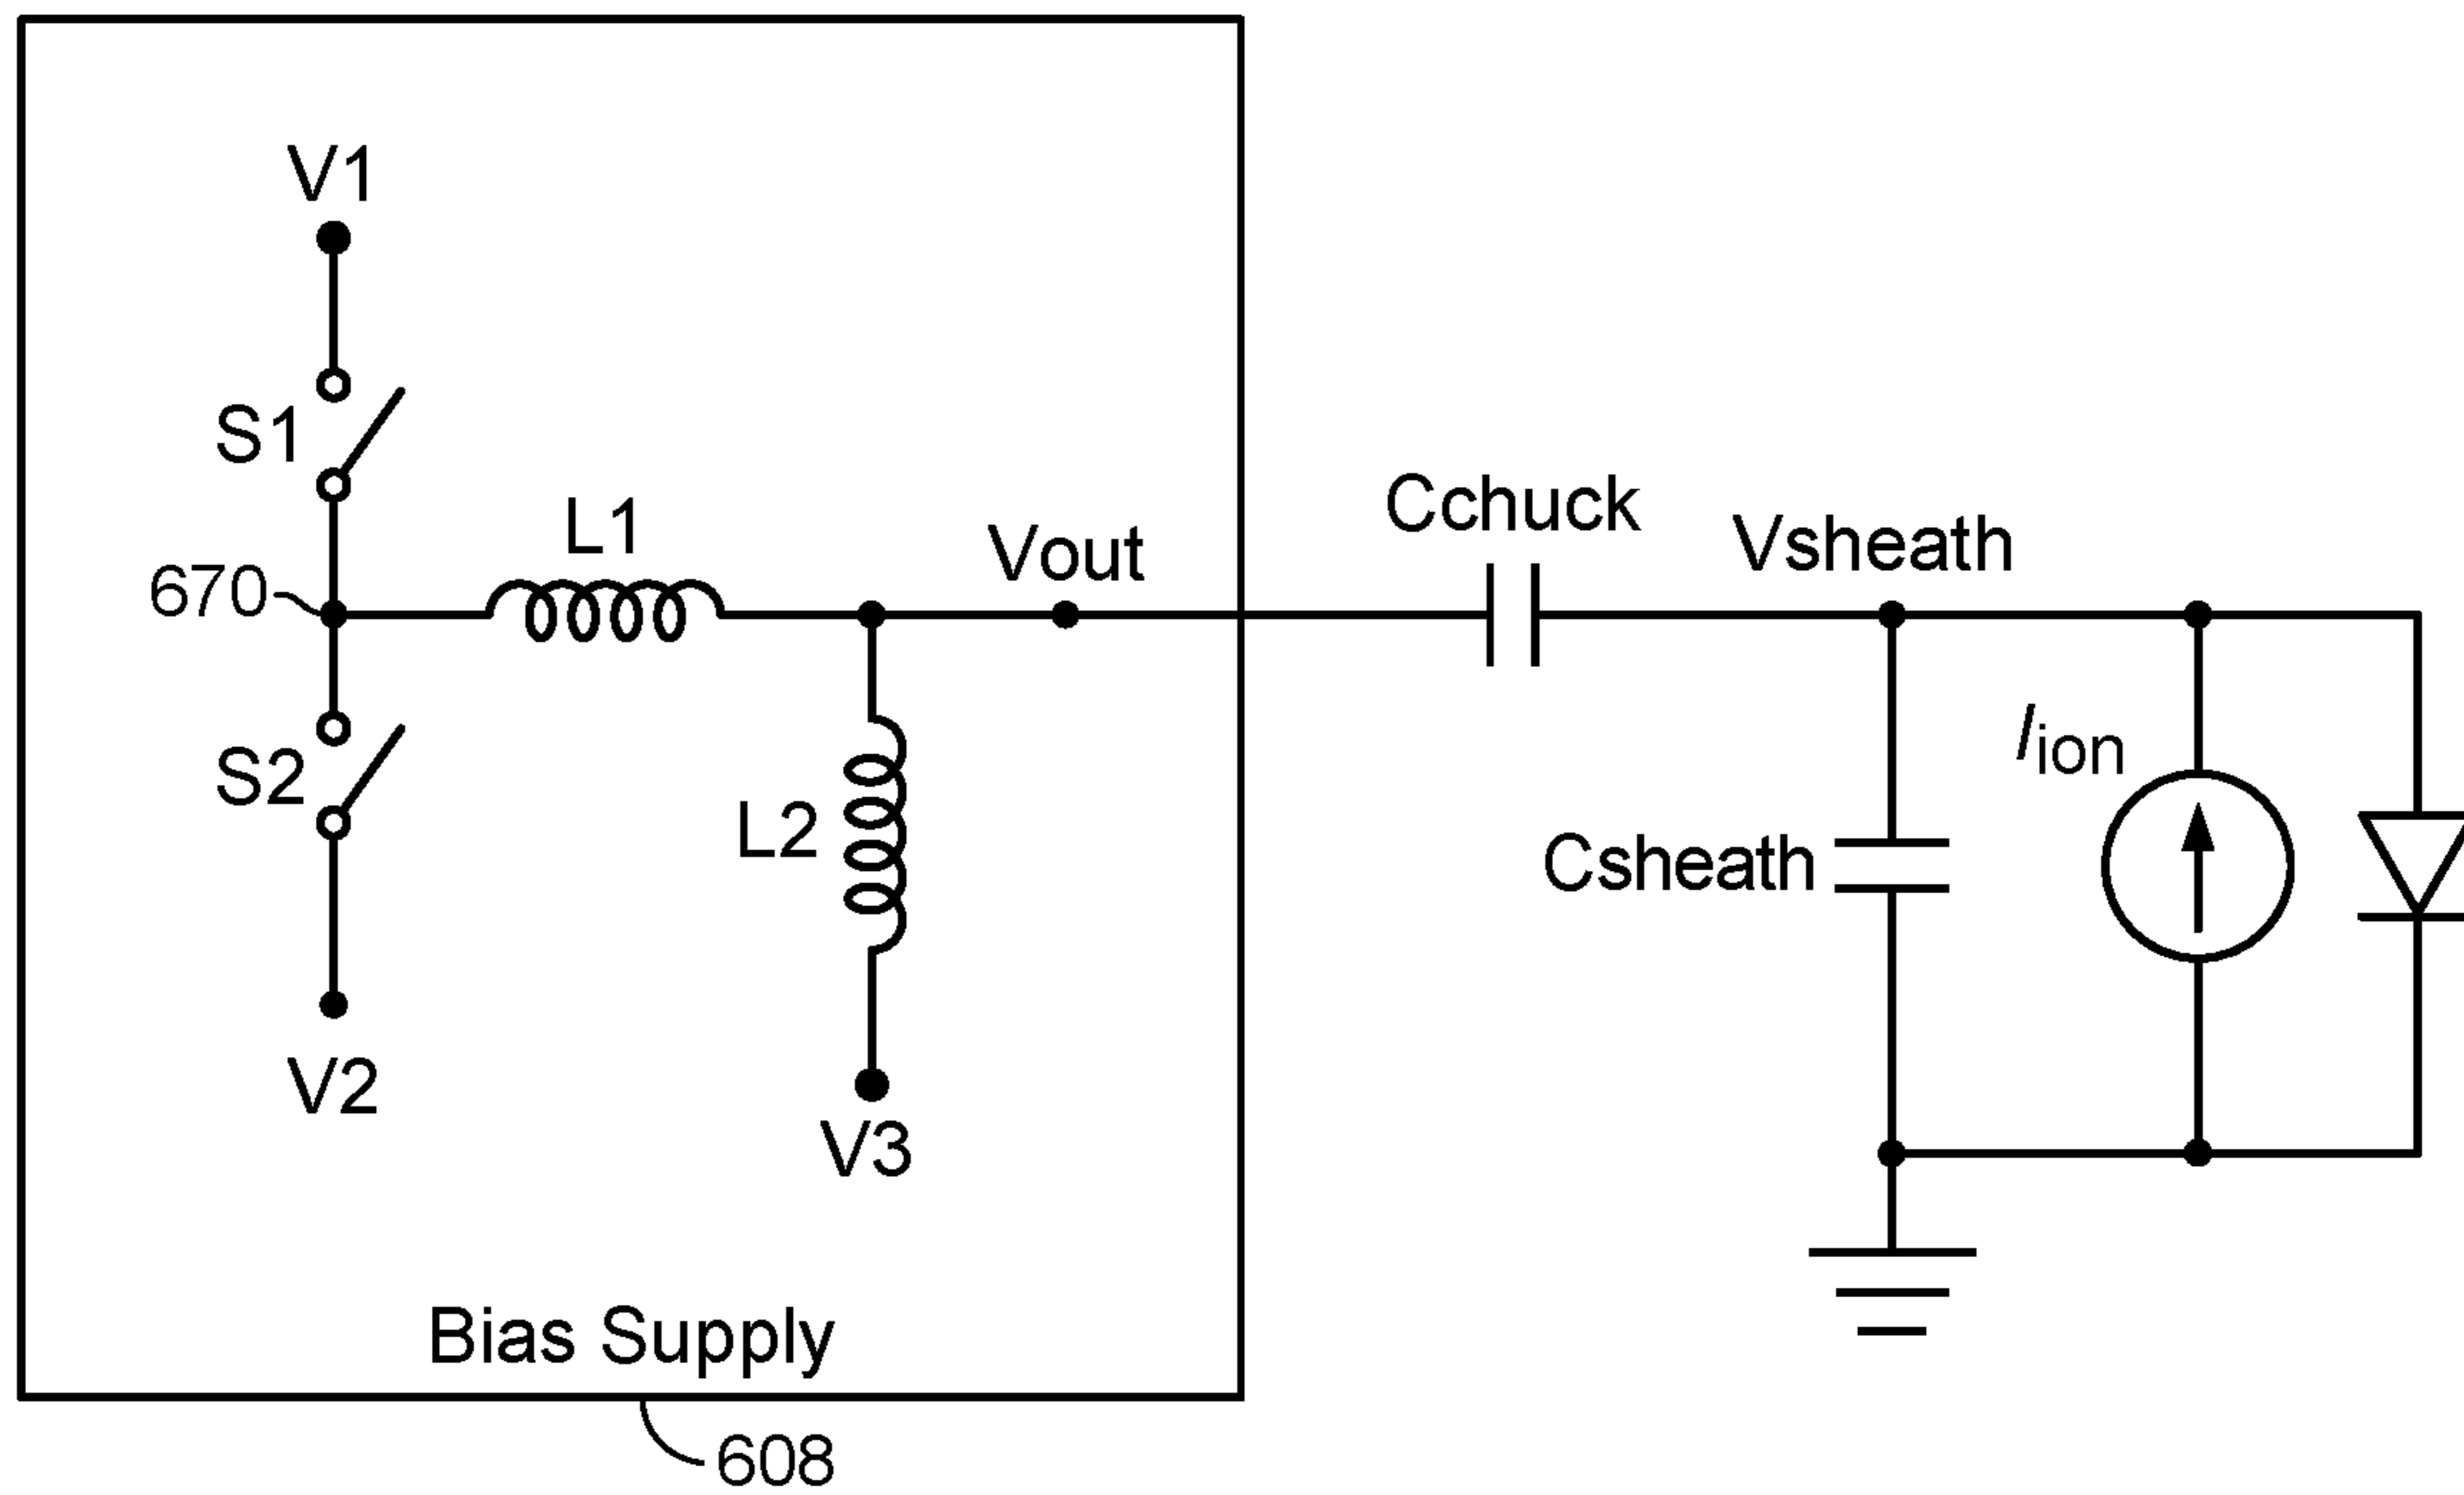 V1
S1
670
L1
Vout
Cchuck
Vsheath
S2
L2
Iion
Csheath
V2
V3
Bias Supply
608